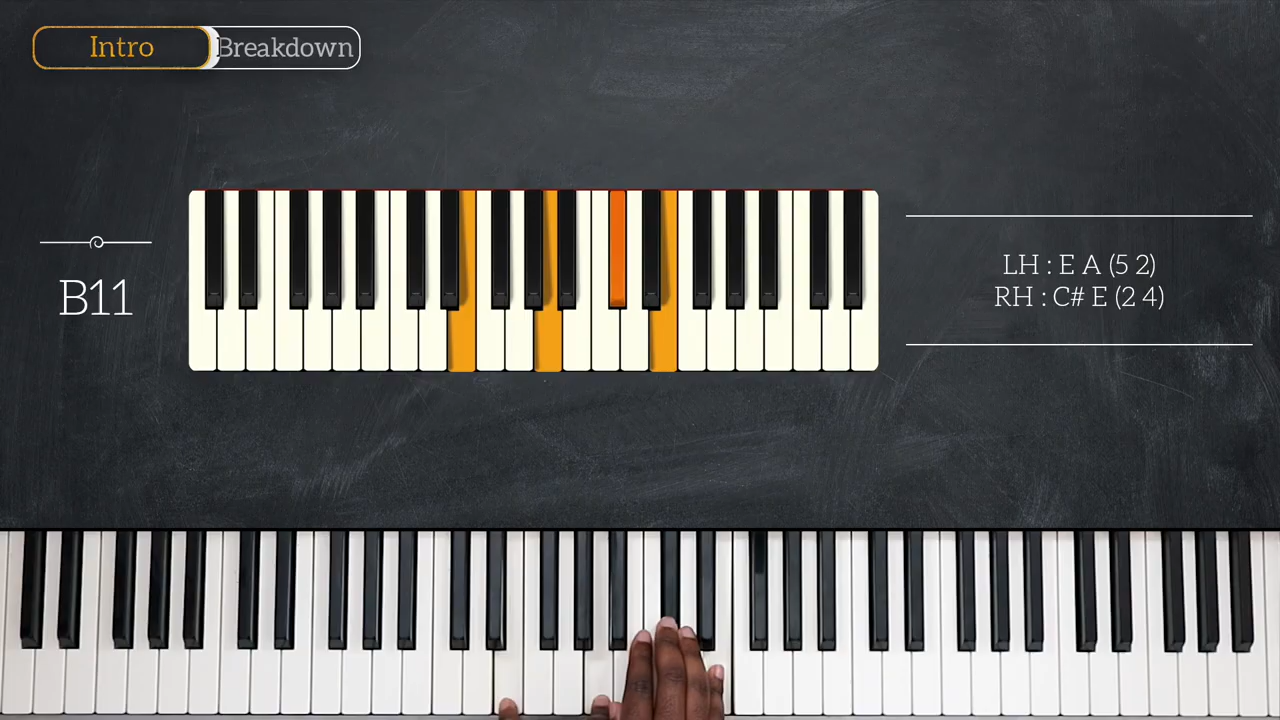 Intro
Breakdown
B11
LH : E A (5 2)
RH : C# E (2 4)